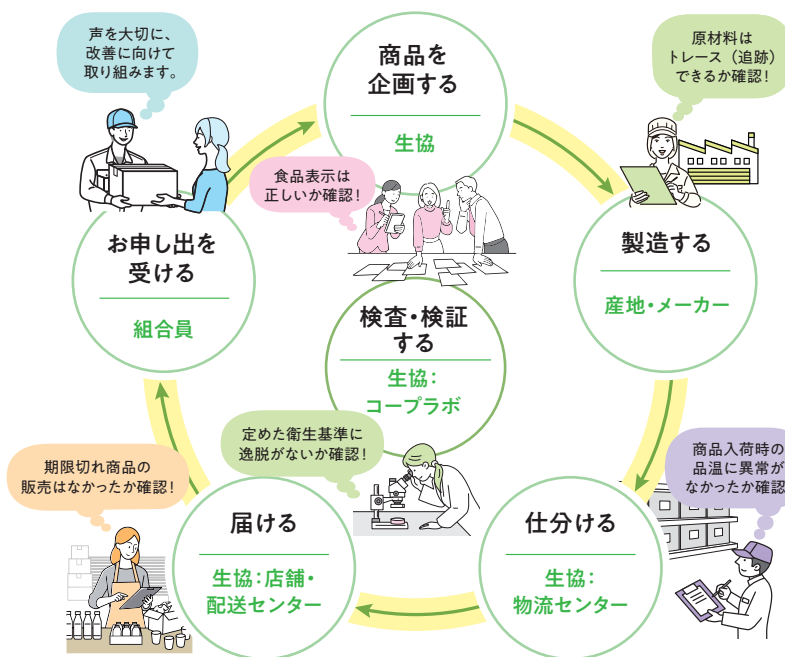 声を大切に、
改善に向けて
取り組みます。
商品を
企画する
生協
原材料は
トレース（追跡）
できるか確認！
食品表示は
正しいか確認！
お申し出を
受ける
組合員
製造する
産地・メーカー
検査・検証
する
生協：
コープラボ
定めた衛生基準に
逸脱がないか確認！
期限切れ商品の
販売はなかったか確認！
商品入荷時の
品温に異常が
なかったか確認
届ける
生協：店舗・
配送センター
仕分ける
生協：
物流センター